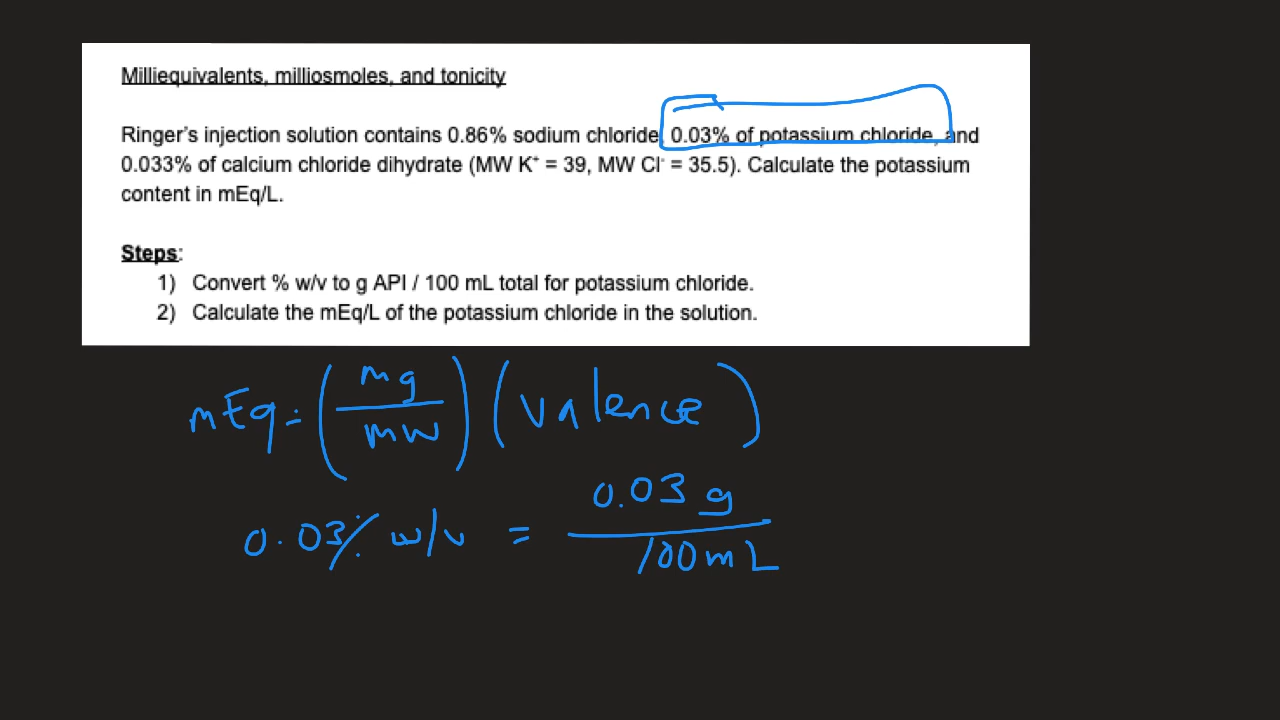 Milliequivalents, milliosmoles, and tonicity
Ringer's injection solution contains 0.86% sodium chloride, 0.03% of potassium chloride, and
0.033% of calcium chloride dihydrate (MW K⁺ = 39, MW Cl⁻ = 35.5). Calculate the potassium
content in mEq/L.
Steps:
1) Convert % w/v to g API / 100 mL total for potassium chloride.
2) Calculate the mEq/L of the potassium chloride in the solution.
mEq = (mg / mw) (valence)
0.03% w/v = 0.03 g / 100 mL